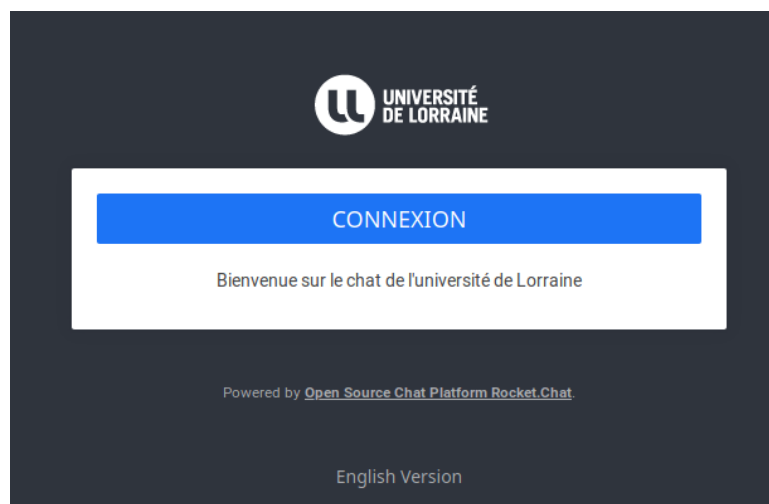 UNIVERSITÉ
DE LORRAINE
CONNEXION
Bienvenue sur le chat de l'université de Lorraine
Powered by Open Source Chat Platform Rocket.Chat.
English Version